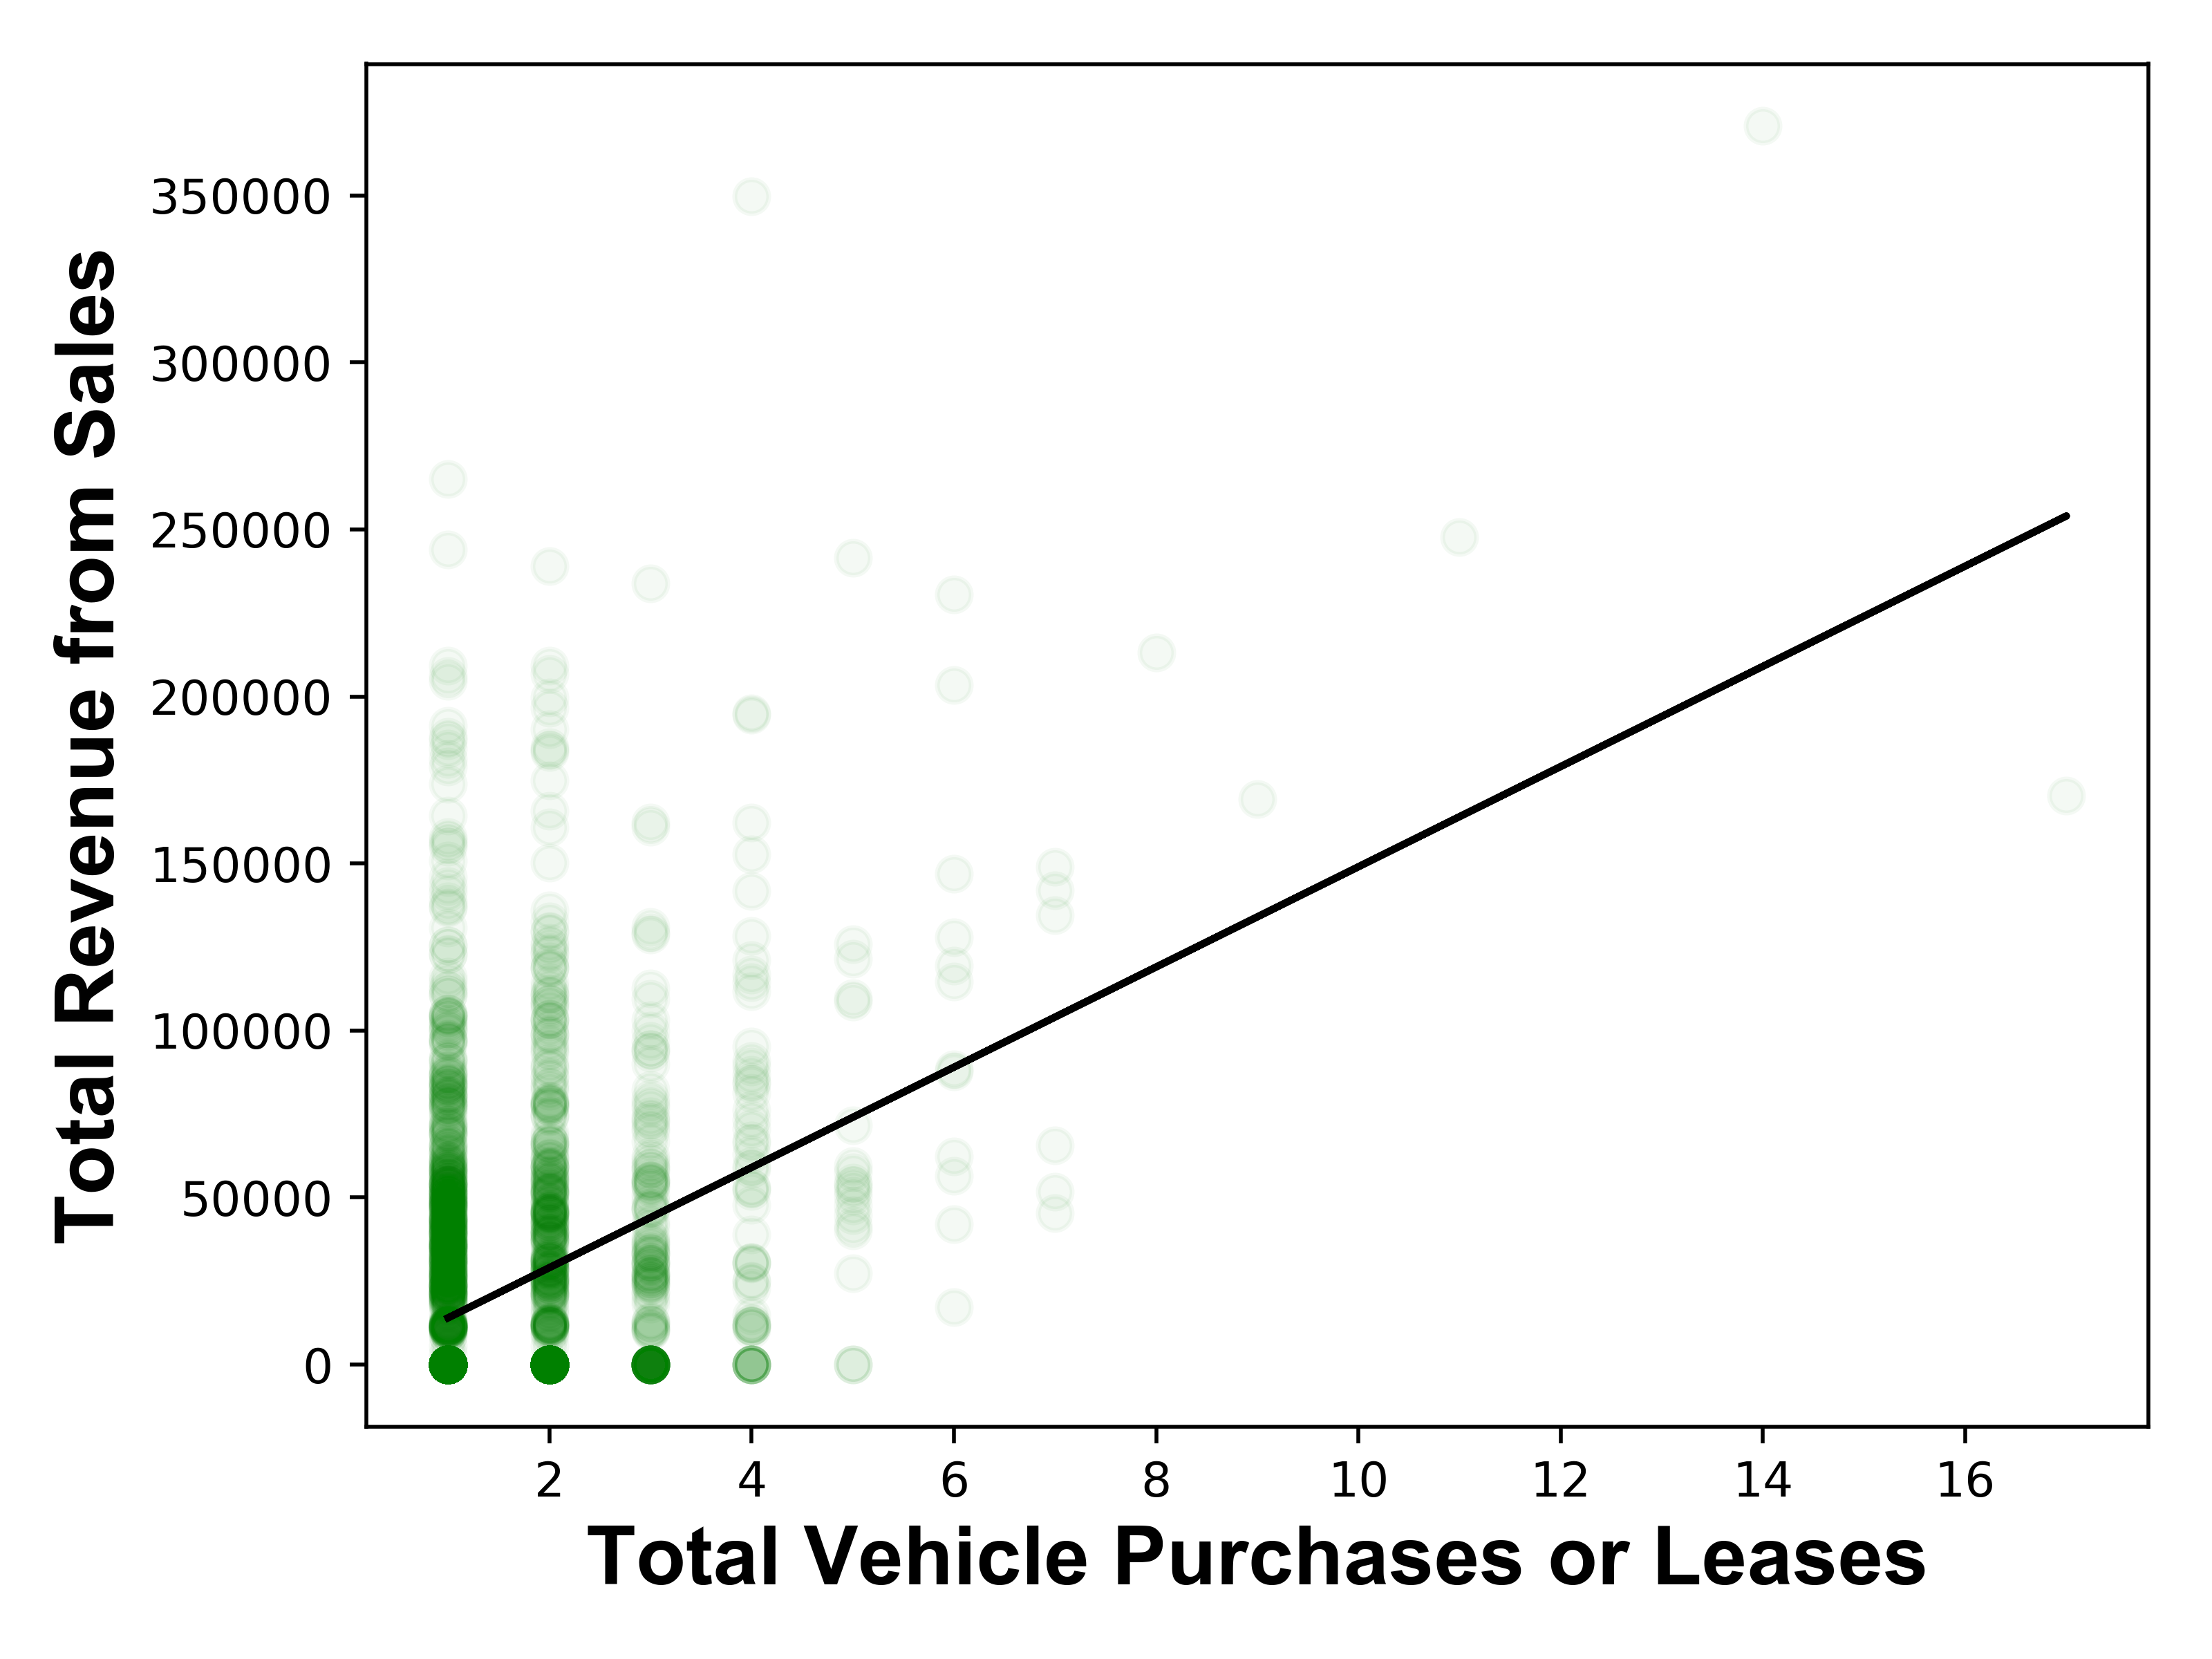 Total Revenue from Sales
350000
300000
250000
200000
150000
100000
50000
0
2 4 6 8 10 12 14 16
Total Vehicle Purchases or Leases